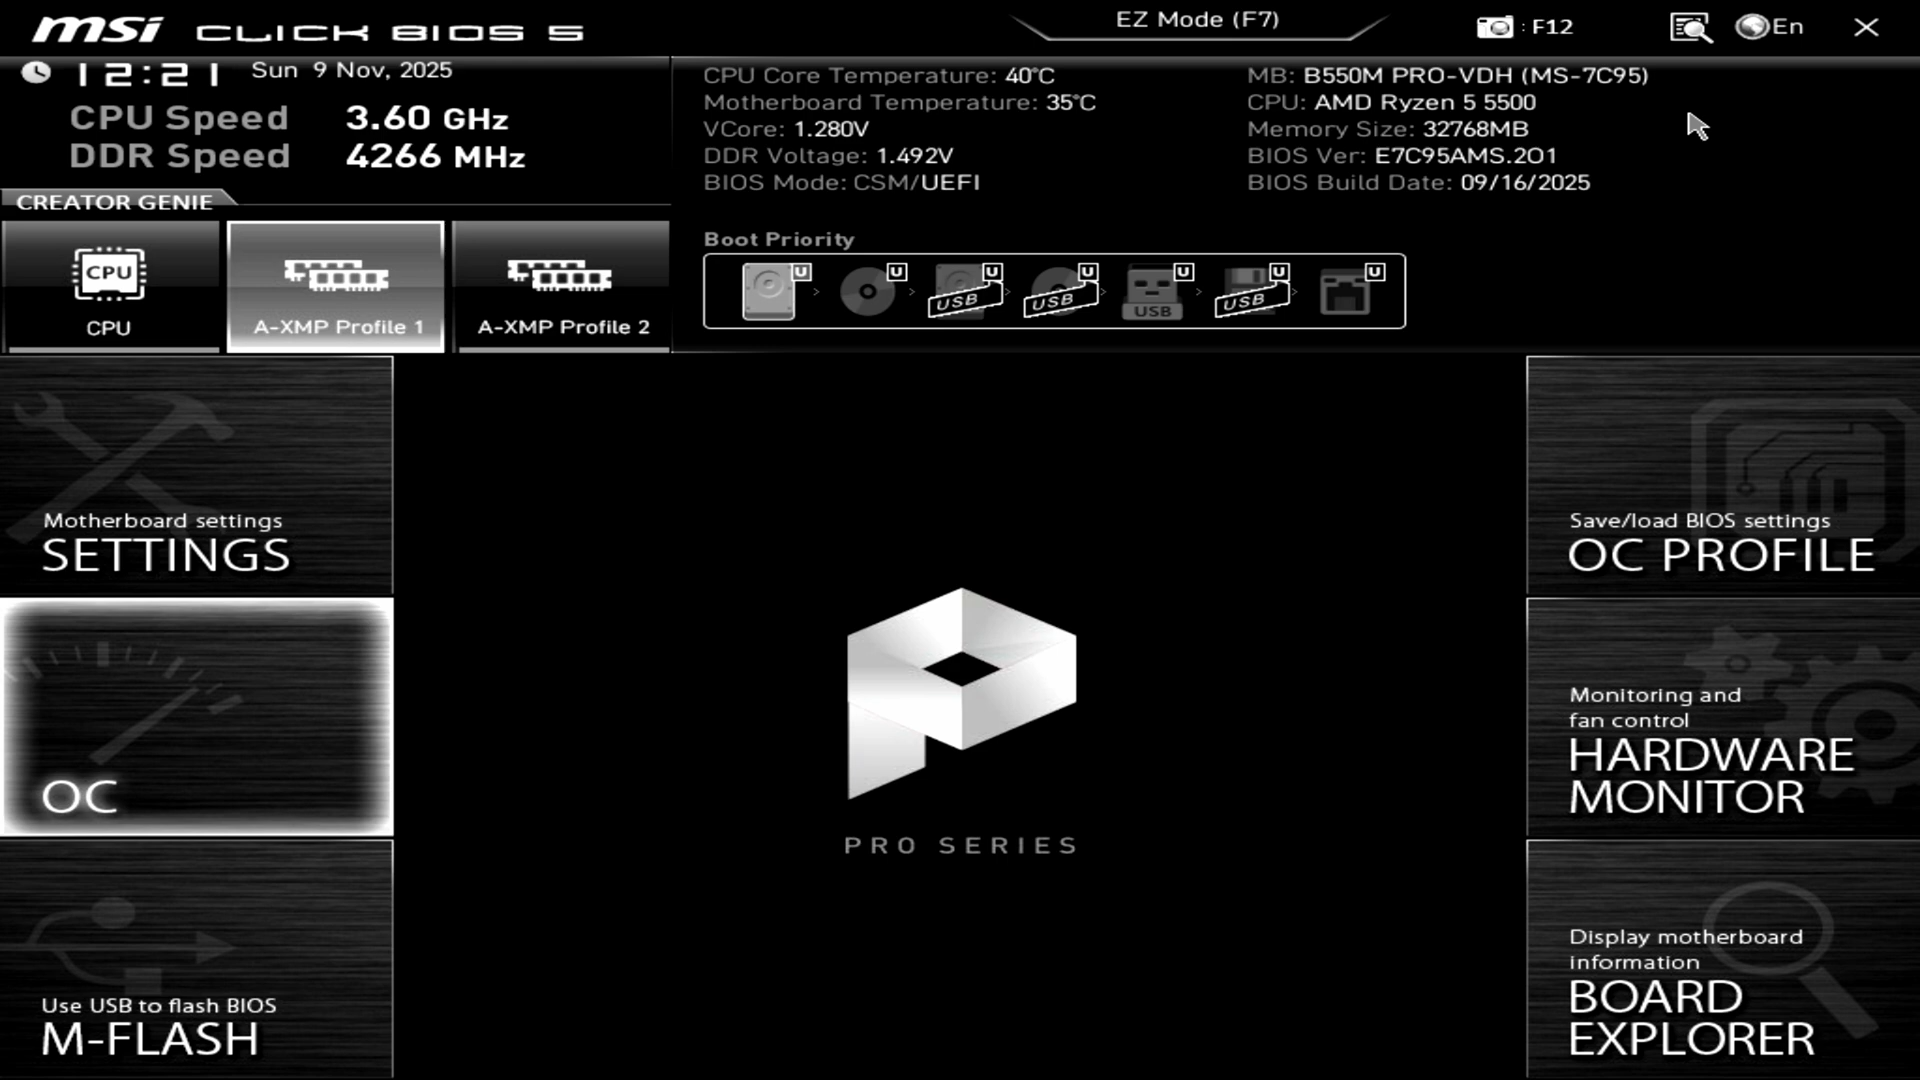 msi CLICK BIOS 5
EZ Mode (F7)
: F12
En
12:21 Sun 9 Nov, 2025
CPU Speed 3.60 GHz
DDR Speed 4266 MHz
CREATOR GENIE
CPU
CPU
A-XMP Profile 1
A-XMP Profile 2
CPU Core Temperature: 40°C
Motherboard Temperature: 35°C
VCore: 1.280V
DDR Voltage: 1.492V
BIOS Mode: CSM/UEFI
MB: B550M PRO-VDH (MS-7C95)
CPU: AMD Ryzen 5 5500
Memory Size: 32768MB
BIOS Ver: E7C95AMS.2O1
BIOS Build Date: 09/16/2025
Boot Priority
U U U U U U U
USB USB USB USB
Motherboard settings
SETTINGS
OC
Use USB to flash BIOS
M-FLASH
PRO SERIES
Save/load BIOS settings
OC PROFILE
Monitoring and
fan control
HARDWARE
MONITOR
Display motherboard
information
BOARD
EXPLORER